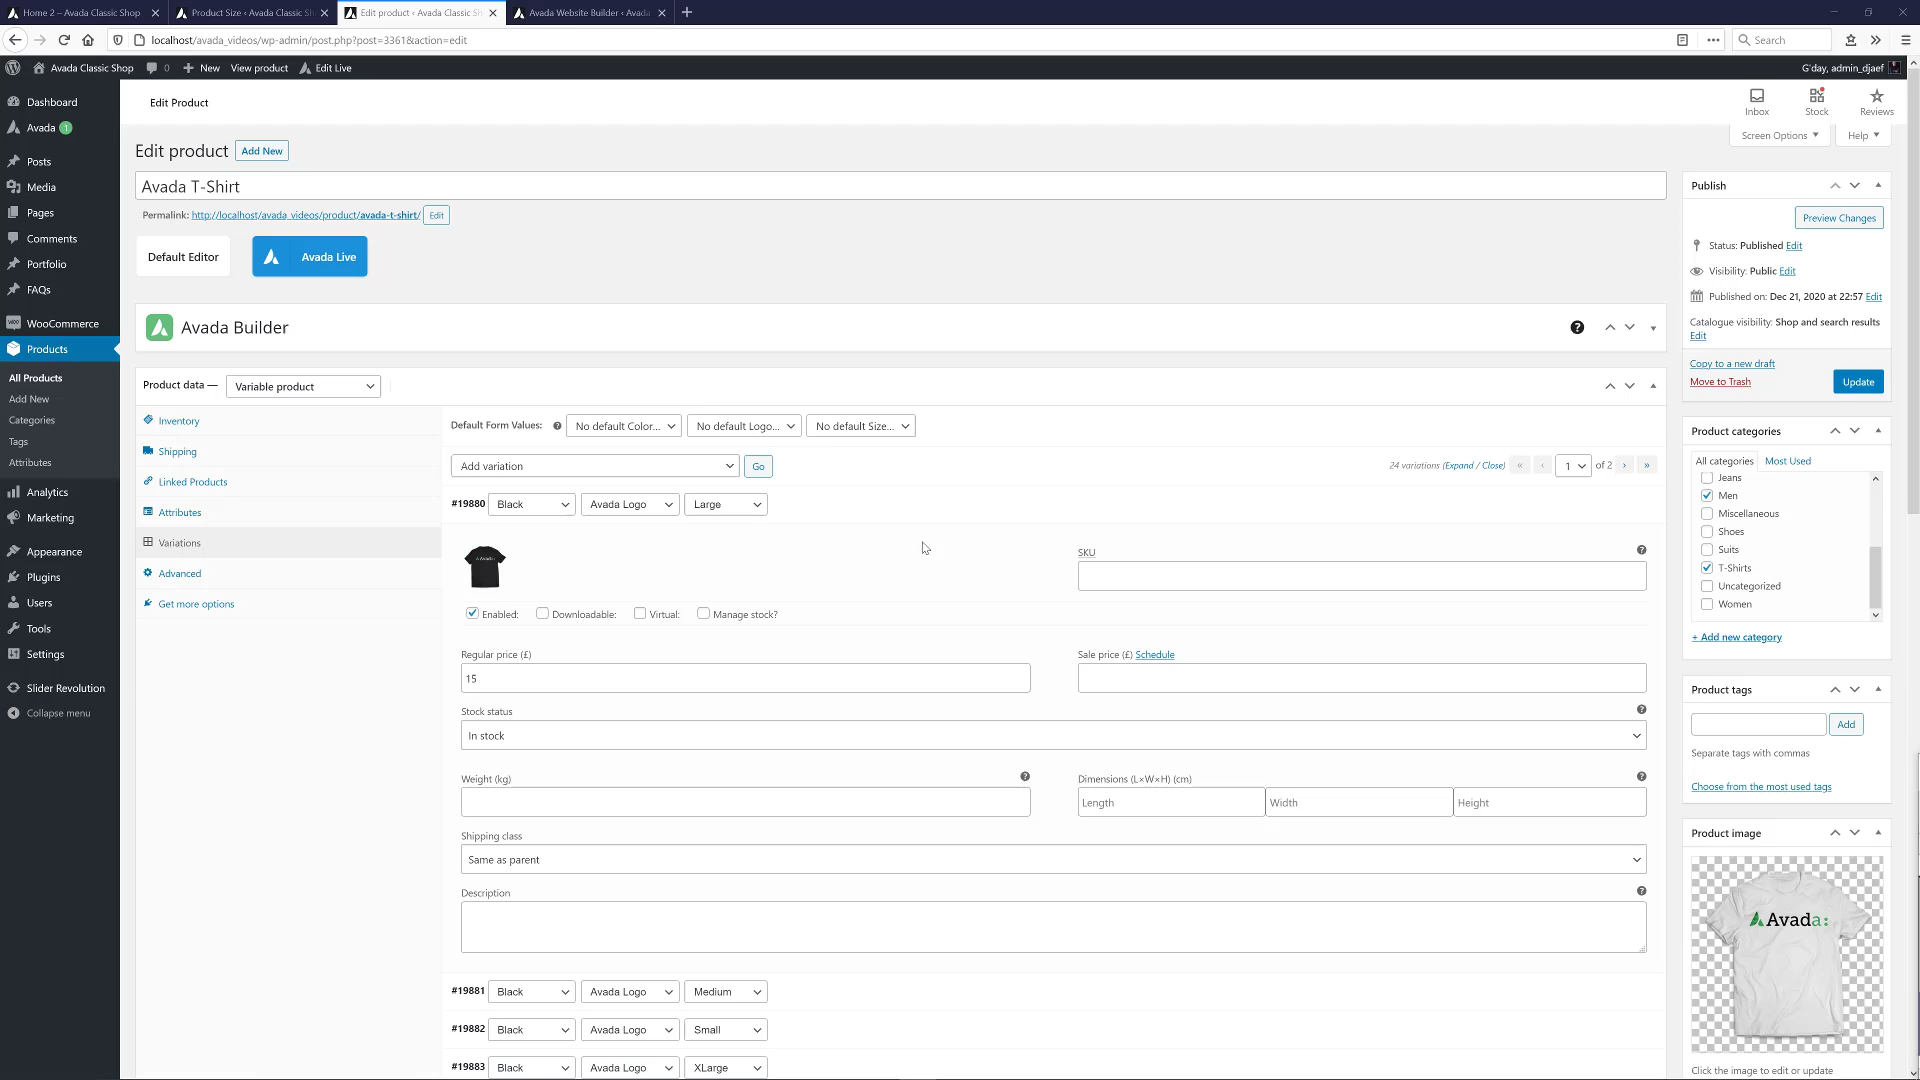 Home 2 – Avada Classic Shop
Product Size ‹ Avada Classic Sh
Edit product ‹ Avada Classic Sh
Avada Website Builder ‹ Avada
localhost/avada_videos/wp-admin/post.php?post=3361&action=edit
Search
Avada Classic Shop
0
New
View product
Edit Live
G'day, admin_djaef
Dashboard
Avada 1
Posts
Media
Pages
Comments
Portfolio
FAQs
WooCommerce
Products
All Products
Add New
Categories
Tags
Attributes
Analytics
Marketing
Appearance
Plugins
Users
Tools
Settings
Slider Revolution
Collapse menu
Edit Product
Inbox
Stock
Reviews
Screen Options
Help
Edit product
Add New
Avada T-Shirt
Permalink: http://localhost/avada_videos/product/avada-t-shirt/ Edit
Default Editor
Avada Live
Avada Builder
Product data —
Variable product
Inventory
Shipping
Linked Products
Attributes
Variations
Advanced
Get more options
Default Form Values:
No default Color...
No default Logo...
No default Size...
Add variation
Go
24 variations (Expand / Close)
« ‹ 1 of 2 › »
#19880 Black Avada Logo Large
SKU
Enabled: Downloadable: Virtual: Manage stock?
Regular price (£)
15
Sale price (£) Schedule
Stock status
In stock
Weight (kg)
Dimensions (L×W×H) (cm)
Length
Width
Height
Shipping class
Same as parent
Description
#19881 Black Avada Logo Medium
#19882 Black Avada Logo Small
#19883 Black Avada Logo XLarge
Publish
Preview Changes
Status: Published Edit
Visibility: Public Edit
Published on: Dec 21, 2020 at 22:57 Edit
Catalogue visibility: Shop and search results
Edit
Copy to a new draft
Move to Trash
Update
Product categories
All categories
Most Used
Jeans
Men
Miscellaneous
Shoes
Suits
T-Shirts
Uncategorized
Women
+ Add new category
Product tags
Add
Separate tags with commas
Choose from the most used tags
Product image
Avada:
Click the image to edit or update